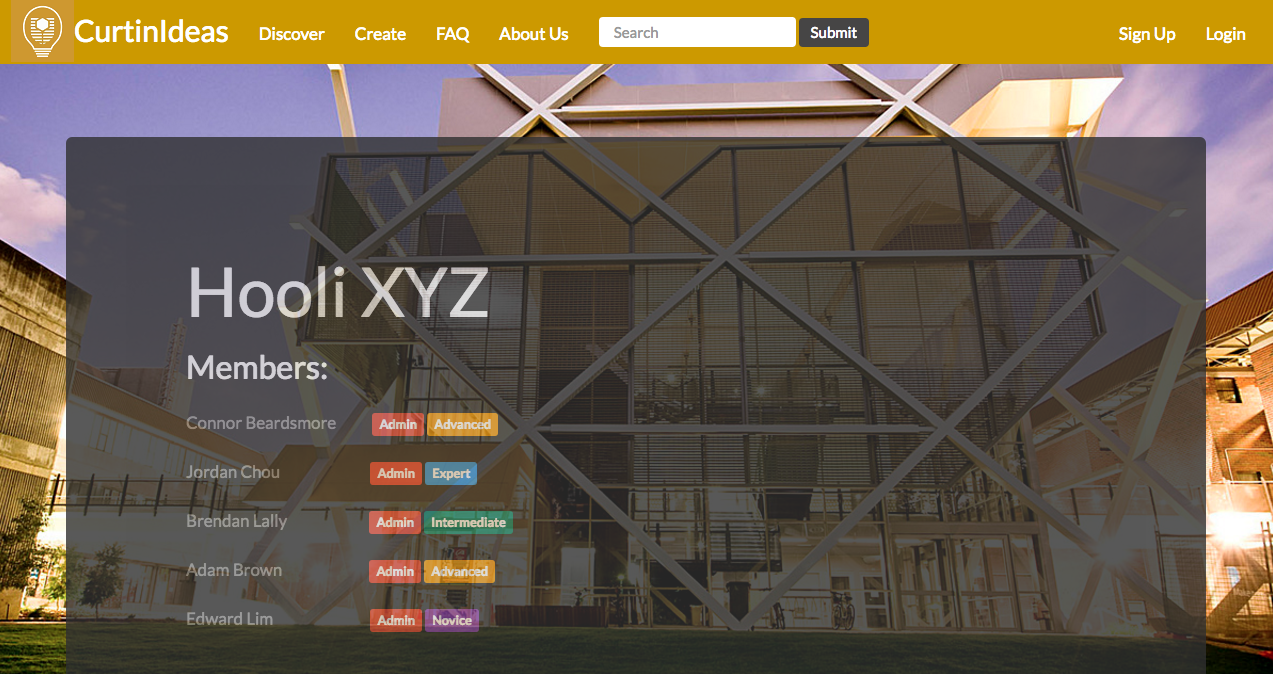 CurtinIdeas Discover Create FAQ About Us Search Submit Sign Up Login
Hooli XYZ
Members:
Connor Beardsmore Admin Advanced
Jordan Chou Admin Expert
Brendan Lally Admin Intermediate
Adam Brown Admin Advanced
Edward Lim Admin Novice